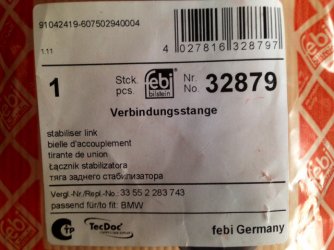 91042419-607502940004
1.11
4 027816 328797
1 Stck. pcs. febi bilstein Nr. No. 32879
Verbindungsstange
stabiliser link
bielle d'accouplement
tirante de union
Łącznik stabilizatora
тяга заднего стабилизатора
Vergl.-Nr./Repl.-No. 33 55 2 283 743
passend für/to fit: BMW
CTP TecDoc
febi Germany